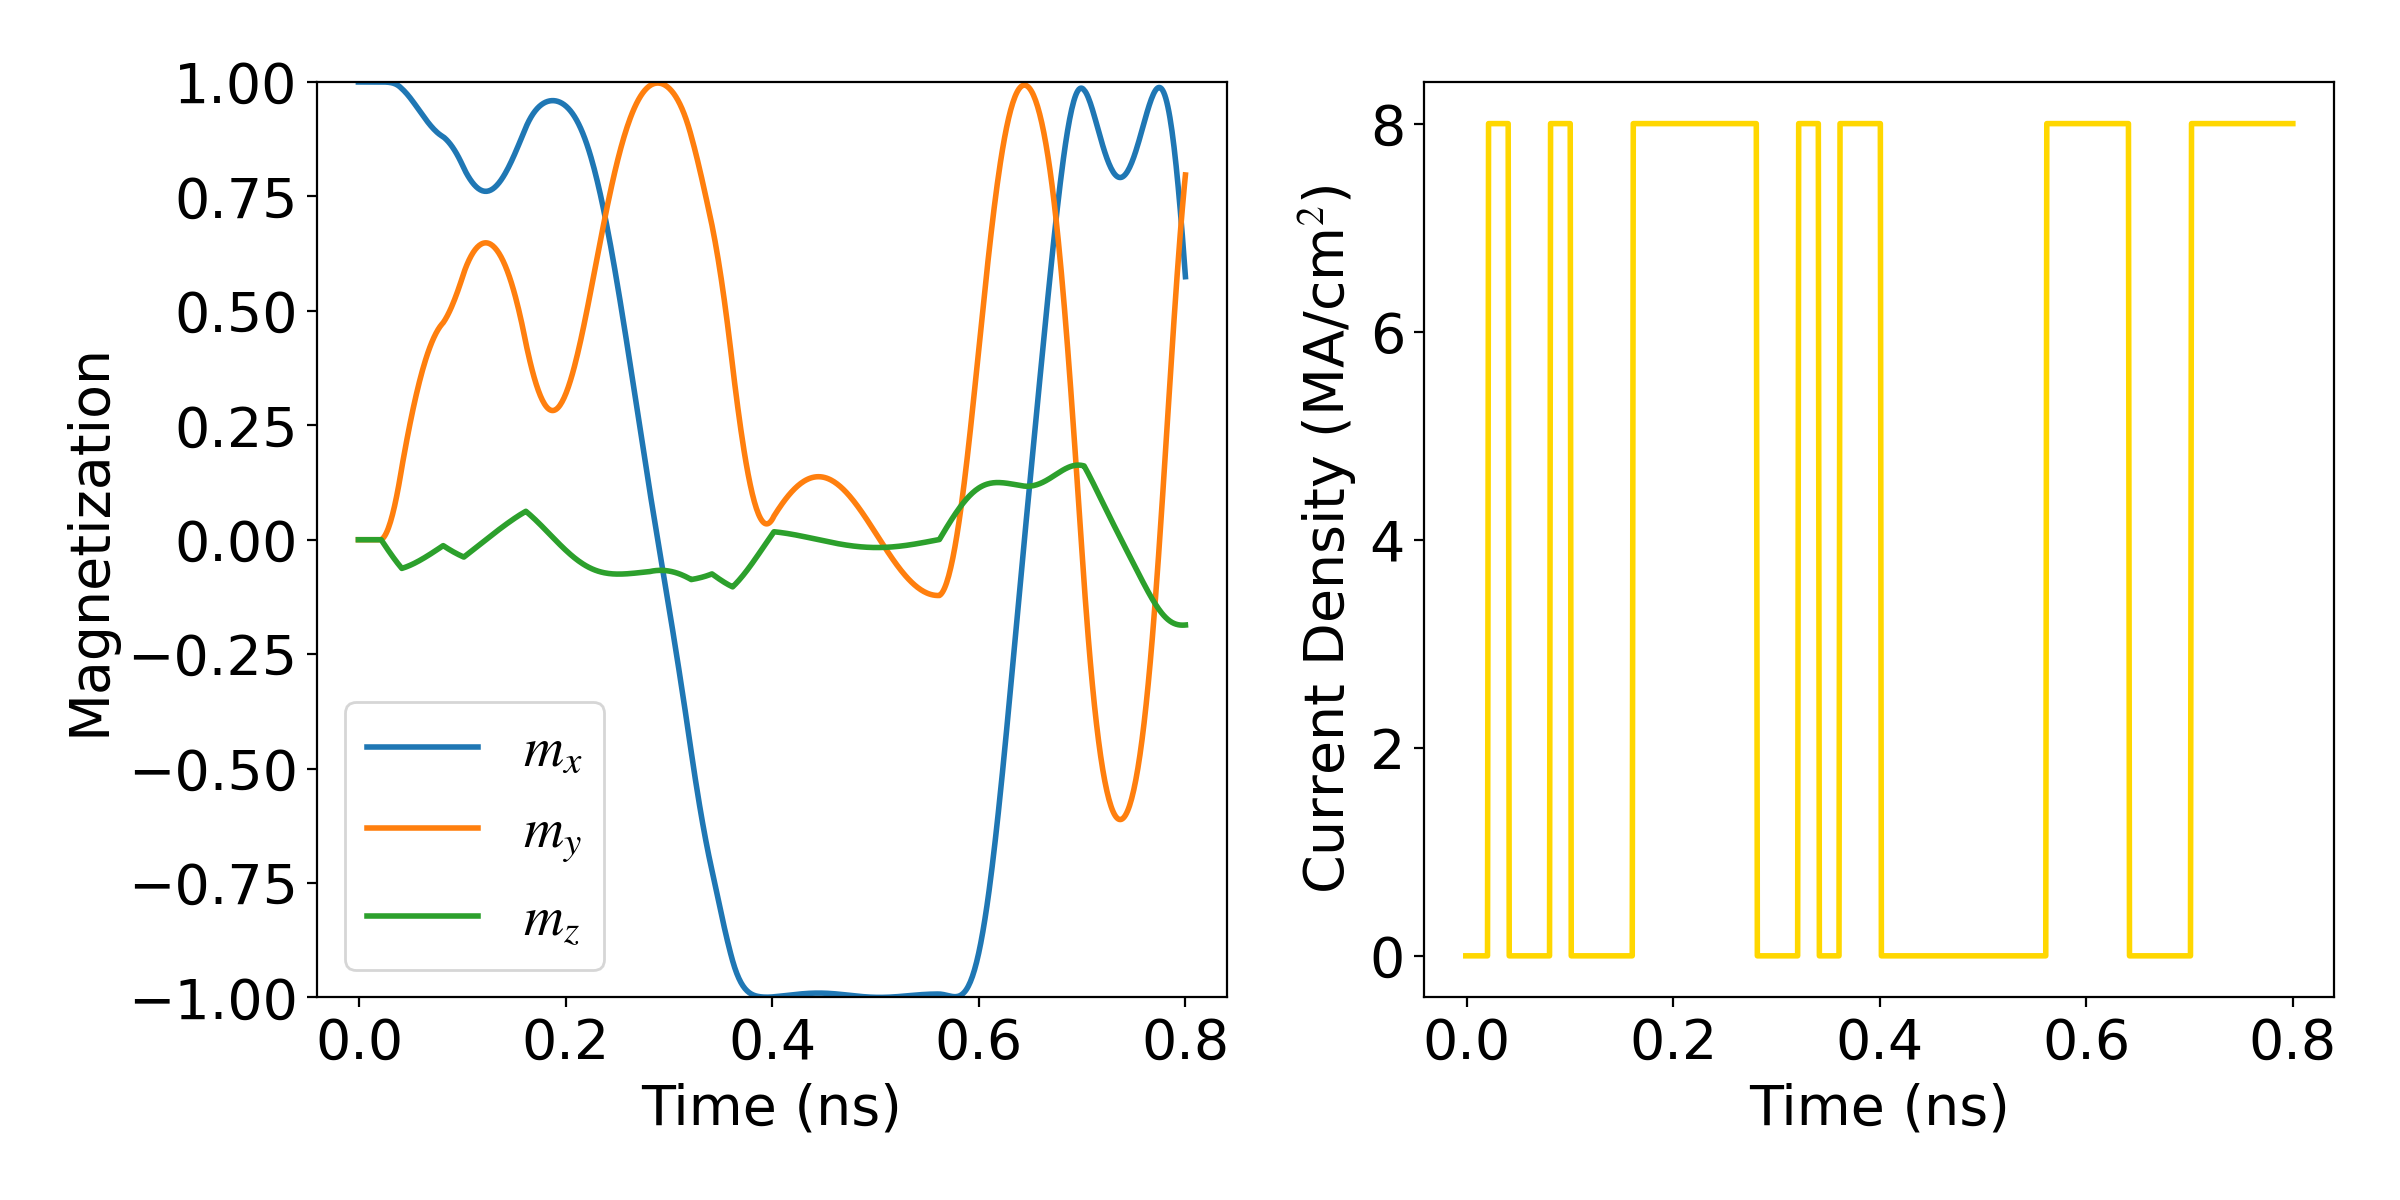 1.00
0.75
0.50
0.25
0.00
−0.25
−0.50
−0.75
−1.00
Magnetization
m_x
m_y
m_z
0.0 0.2 0.4 0.6 0.8
Time (ns)
8
6
4
2
0
Current Density (MA/cm²)
0.0 0.2 0.4 0.6 0.8
Time (ns)